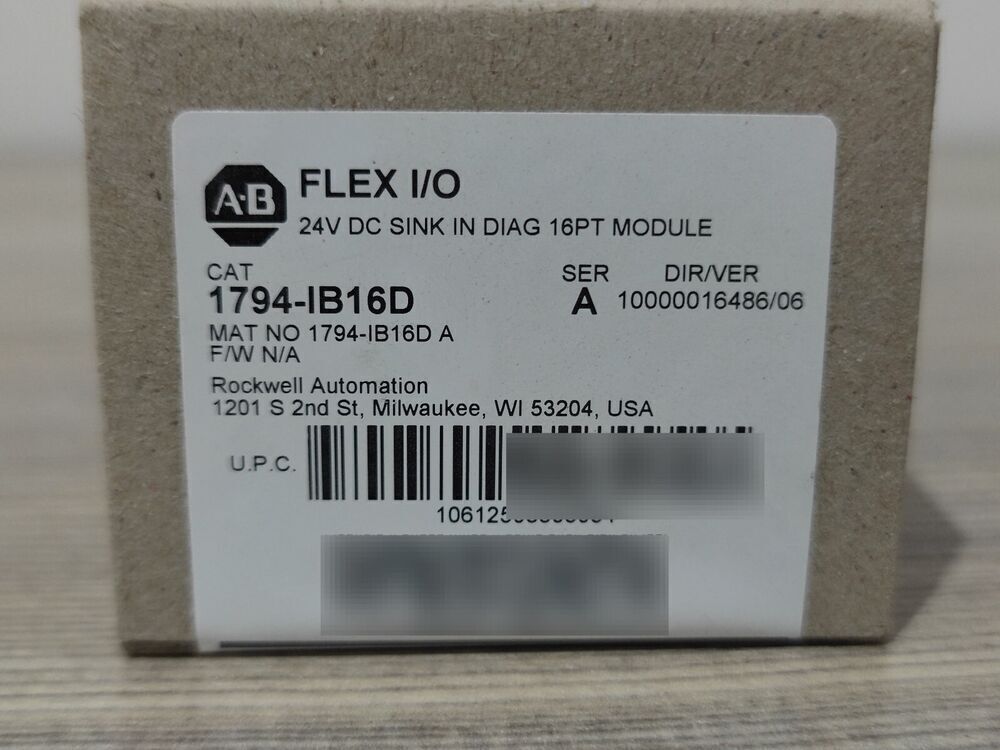 A·B FLEX I/O
24V DC SINK IN DIAG 16PT MODULE
CAT SER DIR/VER
1794-IB16D A 10000016486/06
MAT NO 1794-IB16D A
F/W N/A
Rockwell Automation
1201 S 2nd St, Milwaukee, WI 53204, USA
U.P.C.